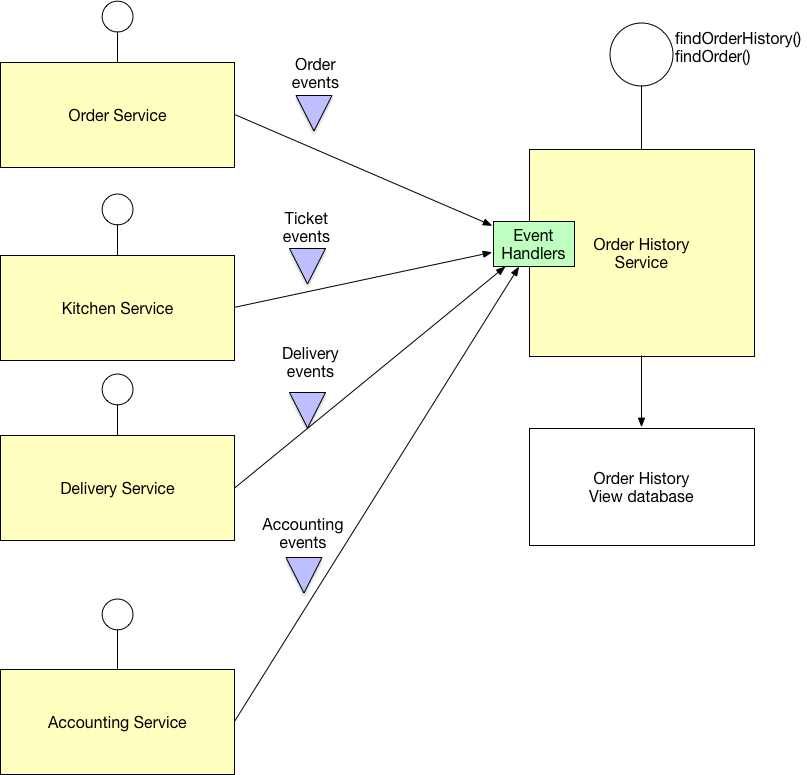 Order
events
findOrderHistory()
findOrder()
Order Service
Ticket
events
Event
Handlers
Order History
Service
Kitchen Service
Delivery
events
Delivery Service
Order History
View database
Accounting
events
Accounting Service